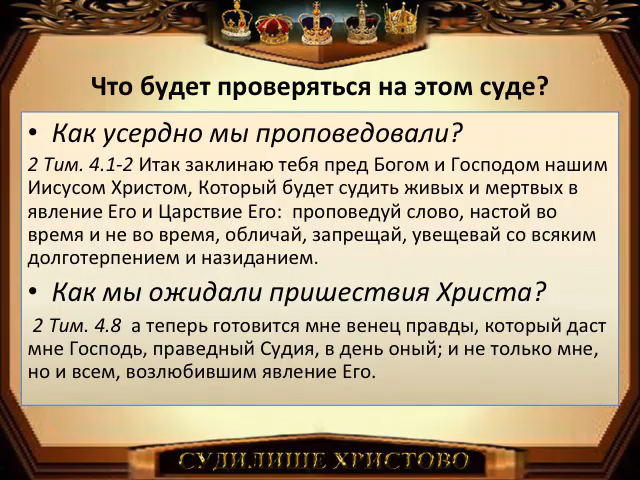 Что будет проверяться на этом суде?
• Как усердно мы проповедовали?
2 Тим. 4.1-2 Итак заклинаю тебя пред Богом и Господом нашим
Иисусом Христом, Который будет судить живых и мертвых в
явление Его и Царствие Его:  проповедуй слово, настой во
время и не во время, обличай, запрещай, увещевай со всяким
долготерпением и назиданием.
• Как мы ожидали пришествия Христа?
2 Тим. 4.8  а теперь готовится мне венец правды, который даст
мне Господь, праведный Судия, в день оный; и не только мне,
но и всем, возлюбившим явление Его.
СУДИЛИЩЕ ХРИСТОВО